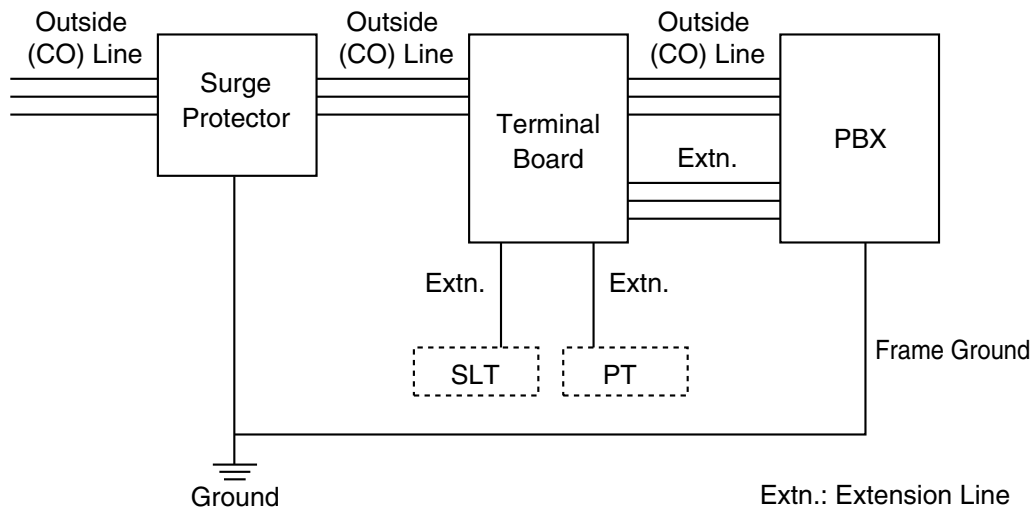 Outside
(CO) Line
Outside
(CO) Line
Outside
(CO) Line
Surge
Protector
Terminal
Board
PBX
Extn.
Extn.
Extn.
SLT
PT
Frame Ground
Ground
Extn.: Extension Line